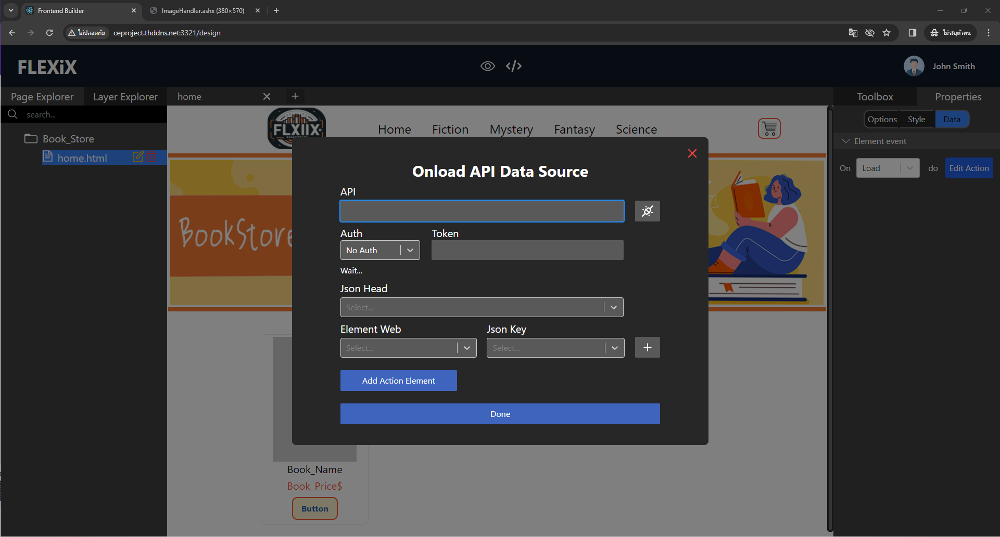 Frontend Builder
ImageHandler.ashx (380×570)
ไม่ปลอดภัย
ceproject.thddns.net:3321/design
ไม่ระบุตัวตน
FLEXiX
John Smith
Page Explorer
Layer Explorer
home
Toolbox
Properties
search...
Options
Style
Data
Book_Store
home.html
FLXIIX
Home
Fiction
Mystery
Fantasy
Science
Element event
On
Load
do
Edit Action
BookStore
Onload API Data Source
API
Auth
Token
No Auth
Wait...
Json Head
Select...
Element Web
Json Key
Select...
Select...
Add Action Element
Done
Book_Name
Book_Price$
Button